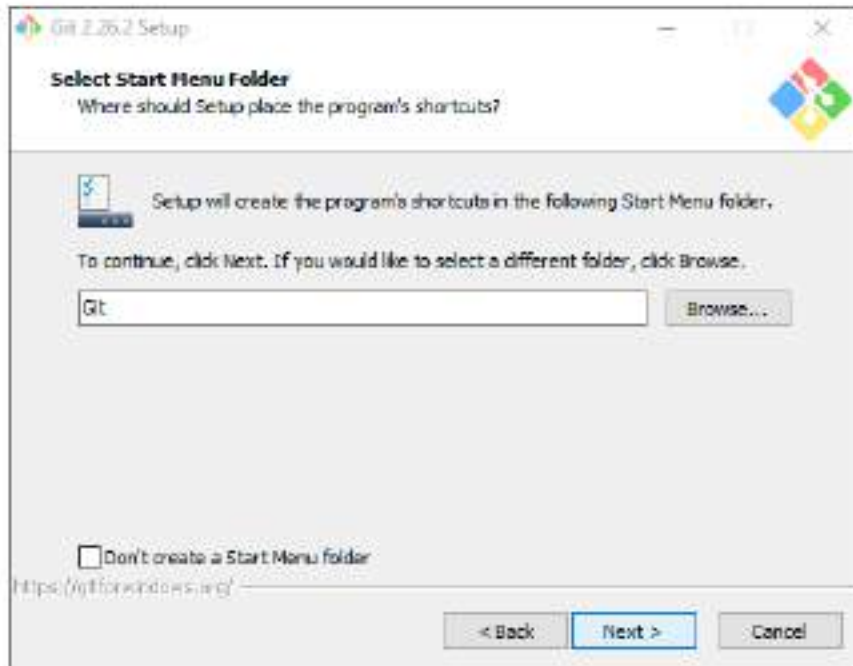 Git 2.26.2 Setup
Select Start Menu Folder
Where should Setup place the program's shortcuts?
Setup will create the program's shortcuts in the following Start Menu folder.
To continue, click Next. If you would like to select a different folder, click Browse.
Git
Browse...
Don't create a Start Menu folder
https://gitforwindows.org/
< Back
Next >
Cancel